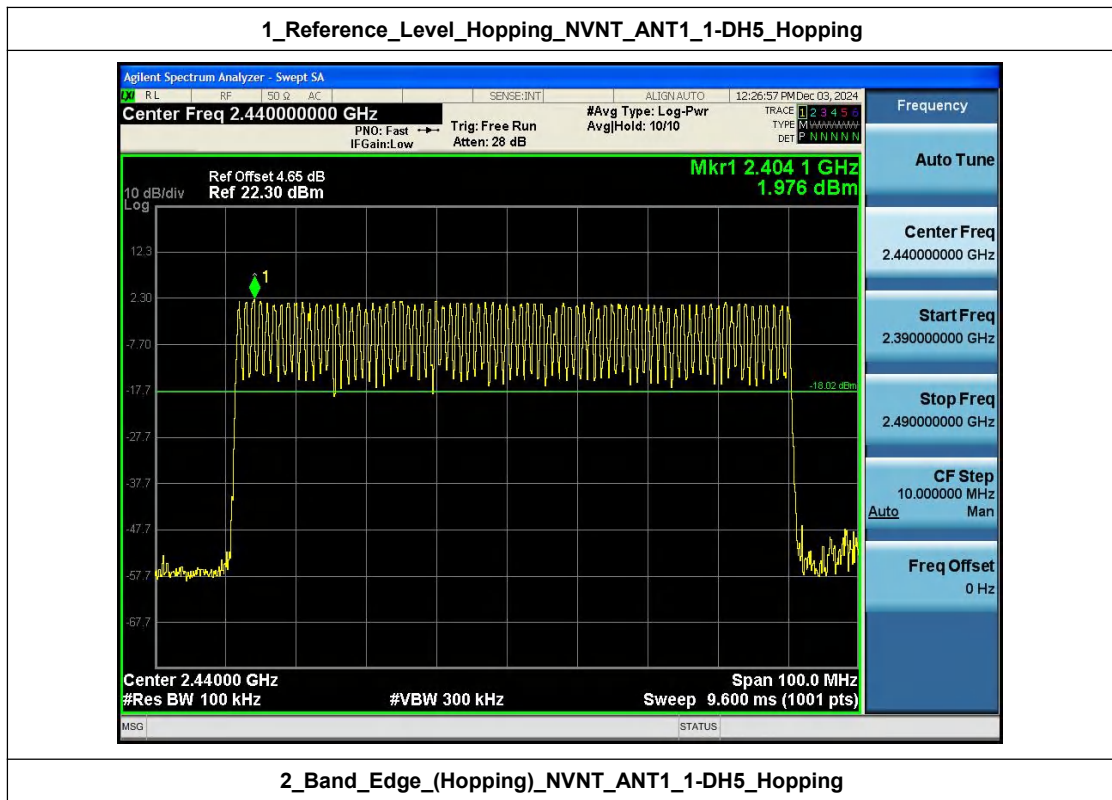 1_Reference_Level_Hopping_NVNT_ANT1_1-DH5_Hopping
Agilent Spectrum Analyzer - Swept SA
LXI RL RF 50 Ω AC SENSE:INT ALIGN AUTO 12:26:57 PM Dec 03, 2024
Center Freq 2.440000000 GHz
PNO: Fast
IFGain:Low
Trig: Free Run
Atten: 28 dB
#Avg Type: Log-Pwr
Avg|Hold: 10/10
TRACE 1 2 3 4 5 6
TYPE M WWWWW
DET P N N N N N
Frequency
Auto Tune
Center Freq
2.440000000 GHz
Start Freq
2.390000000 GHz
Stop Freq
2.490000000 GHz
CF Step
10.000000 MHz
Auto Man
Freq Offset
0 Hz
Mkr1 2.404 1 GHz
1.976 dBm
Ref Offset 4.65 dB
10 dB/div Ref 22.30 dBm
Log
12.3
1
2.30
-7.70
-17.7
-18.02 dBm
-27.7
-37.7
-47.7
-57.7
-67.7
Center 2.44000 GHz Span 100.0 MHz
#Res BW 100 kHz #VBW 300 kHz Sweep 9.600 ms (1001 pts)
MSG STATUS
2_Band_Edge_(Hopping)_NVNT_ANT1_1-DH5_Hopping